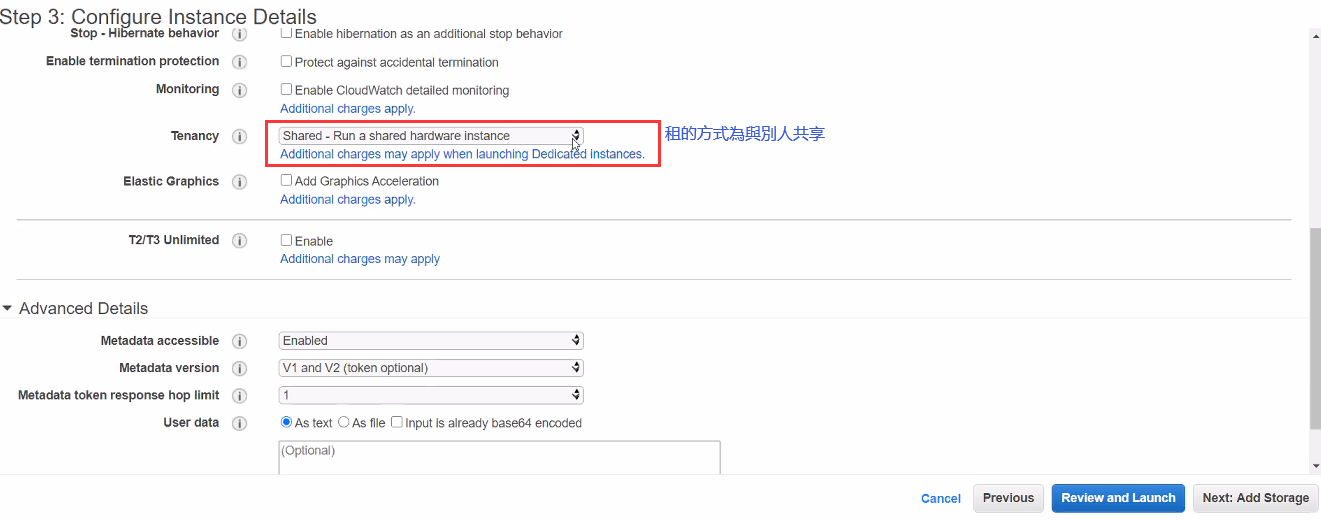 Step 3: Configure Instance Details
Stop - Hibernate behavior i Enable hibernation as an additional stop behavior
Enable termination protection i Protect against accidental termination
Monitoring i Enable CloudWatch detailed monitoring
Additional charges apply.
Tenancy i Shared - Run a shared hardware instance 租的方式為與別人共享
Additional charges may apply when launching Dedicated instances.
Elastic Graphics i Add Graphics Acceleration
Additional charges apply.
T2/T3 Unlimited i Enable
Additional charges may apply
Advanced Details
Metadata accessible i Enabled
Metadata version i V1 and V2 (token optional)
Metadata token response hop limit i 1
User data i As text As file Input is already base64 encoded
(Optional)
Cancel Previous Review and Launch Next: Add Storage